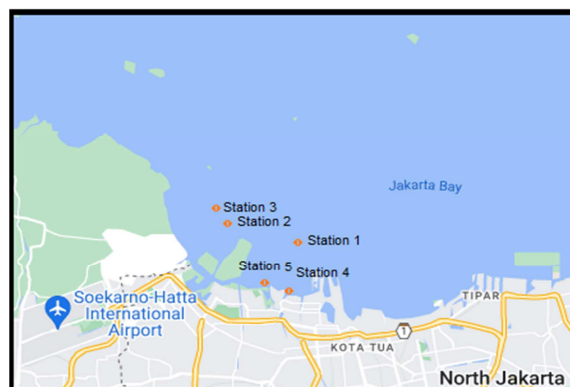 Jakarta Bay
Station 3
Station 2
Station 1
Station 5
Station 4
Soekarno-Hatta
International
Airport
TIPAR
1
KOTA TUA
North Jakarta